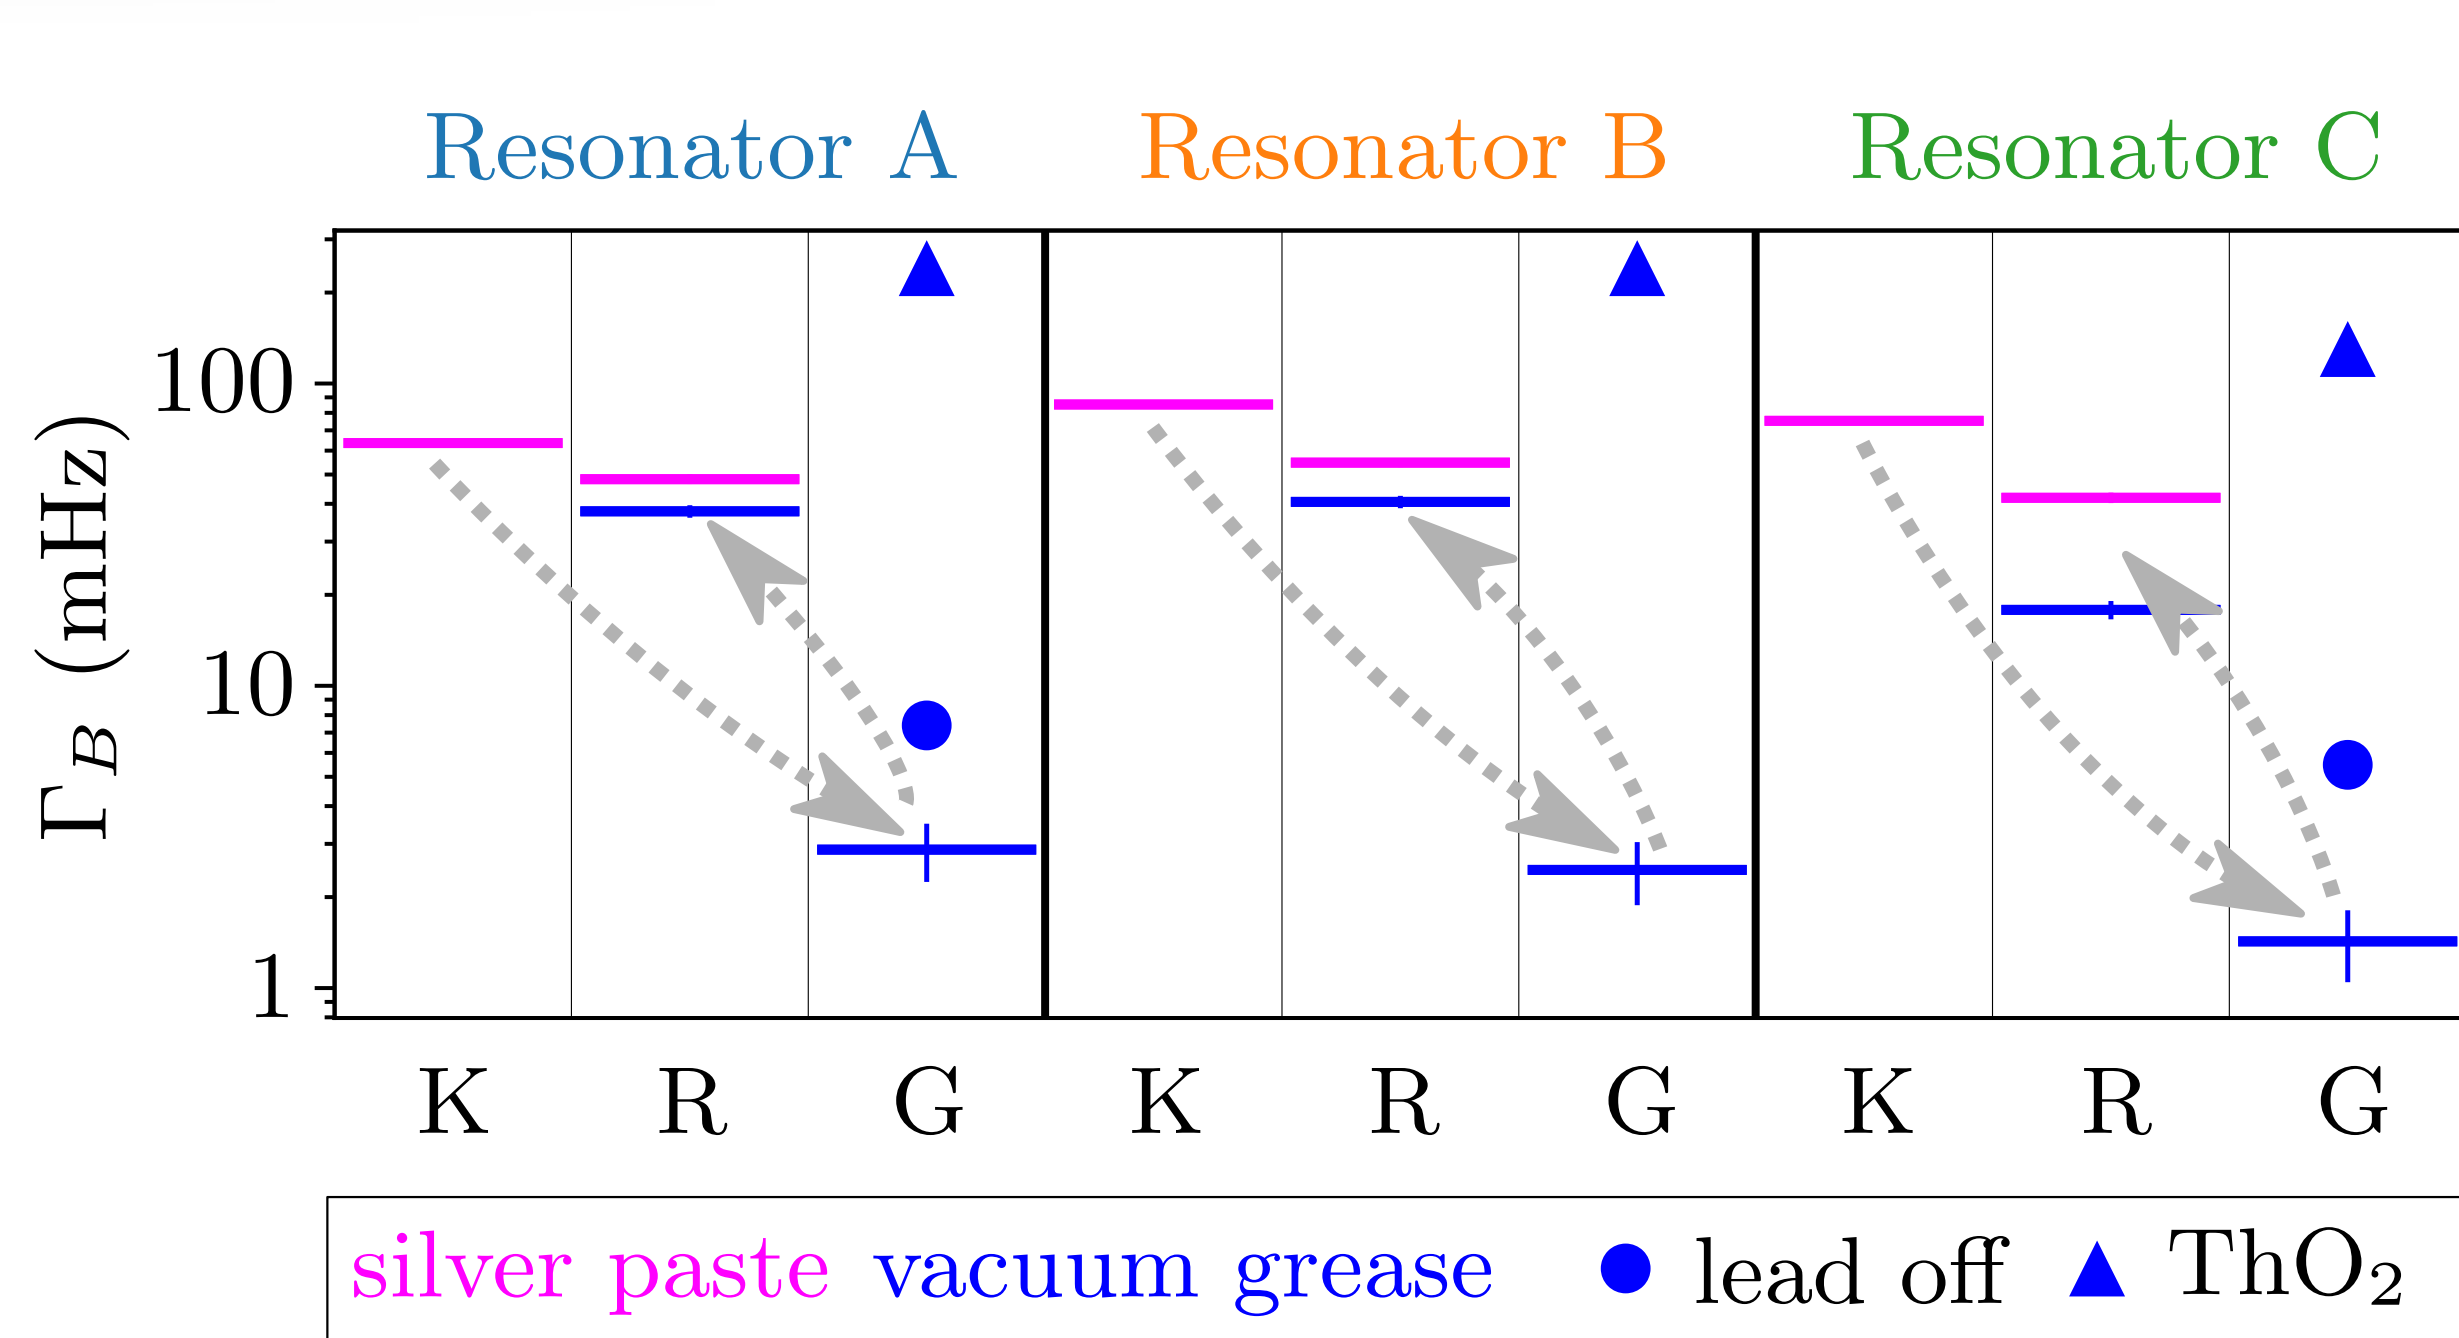 Resonator A Resonator B Resonator C
Γ_B (mHz)
100
10
1
K R G K R G K R G
silver paste vacuum grease lead off ThO₂